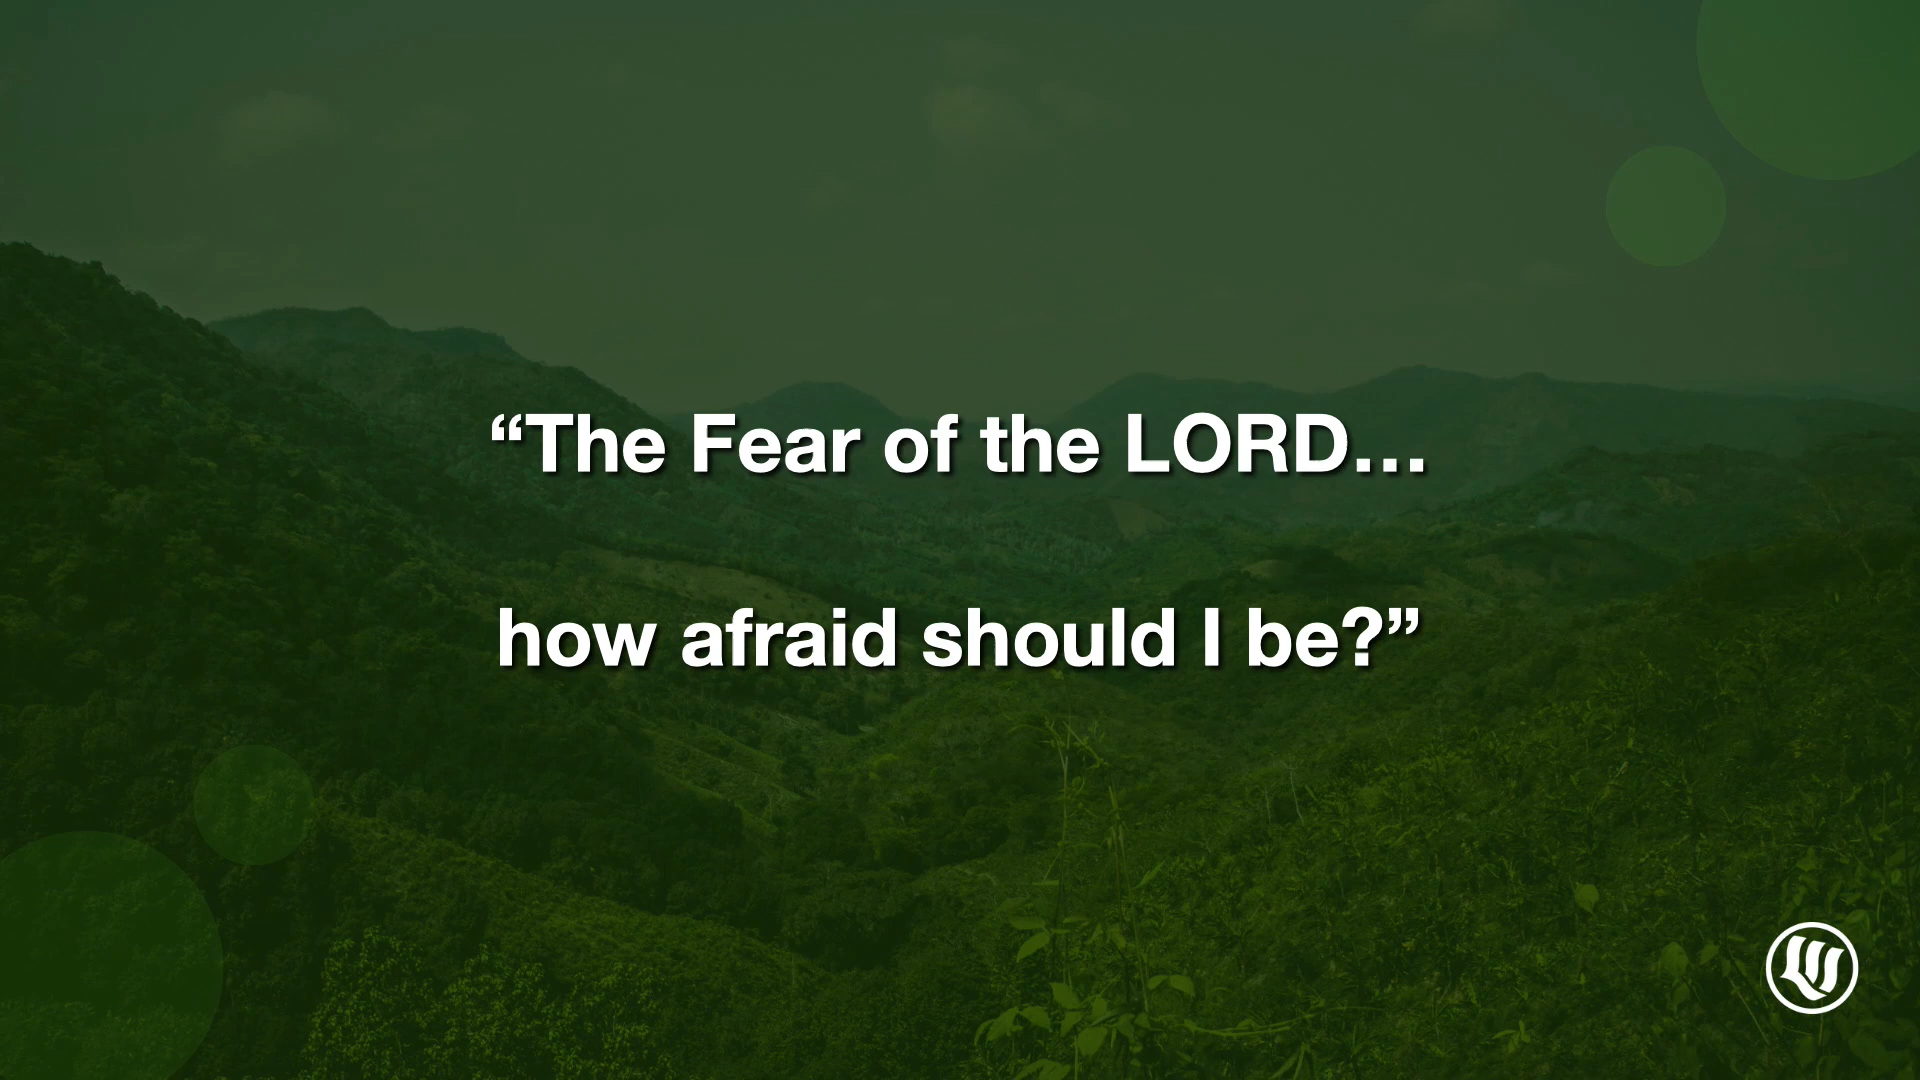 “The Fear of the LORD…
how afraid should I be?”